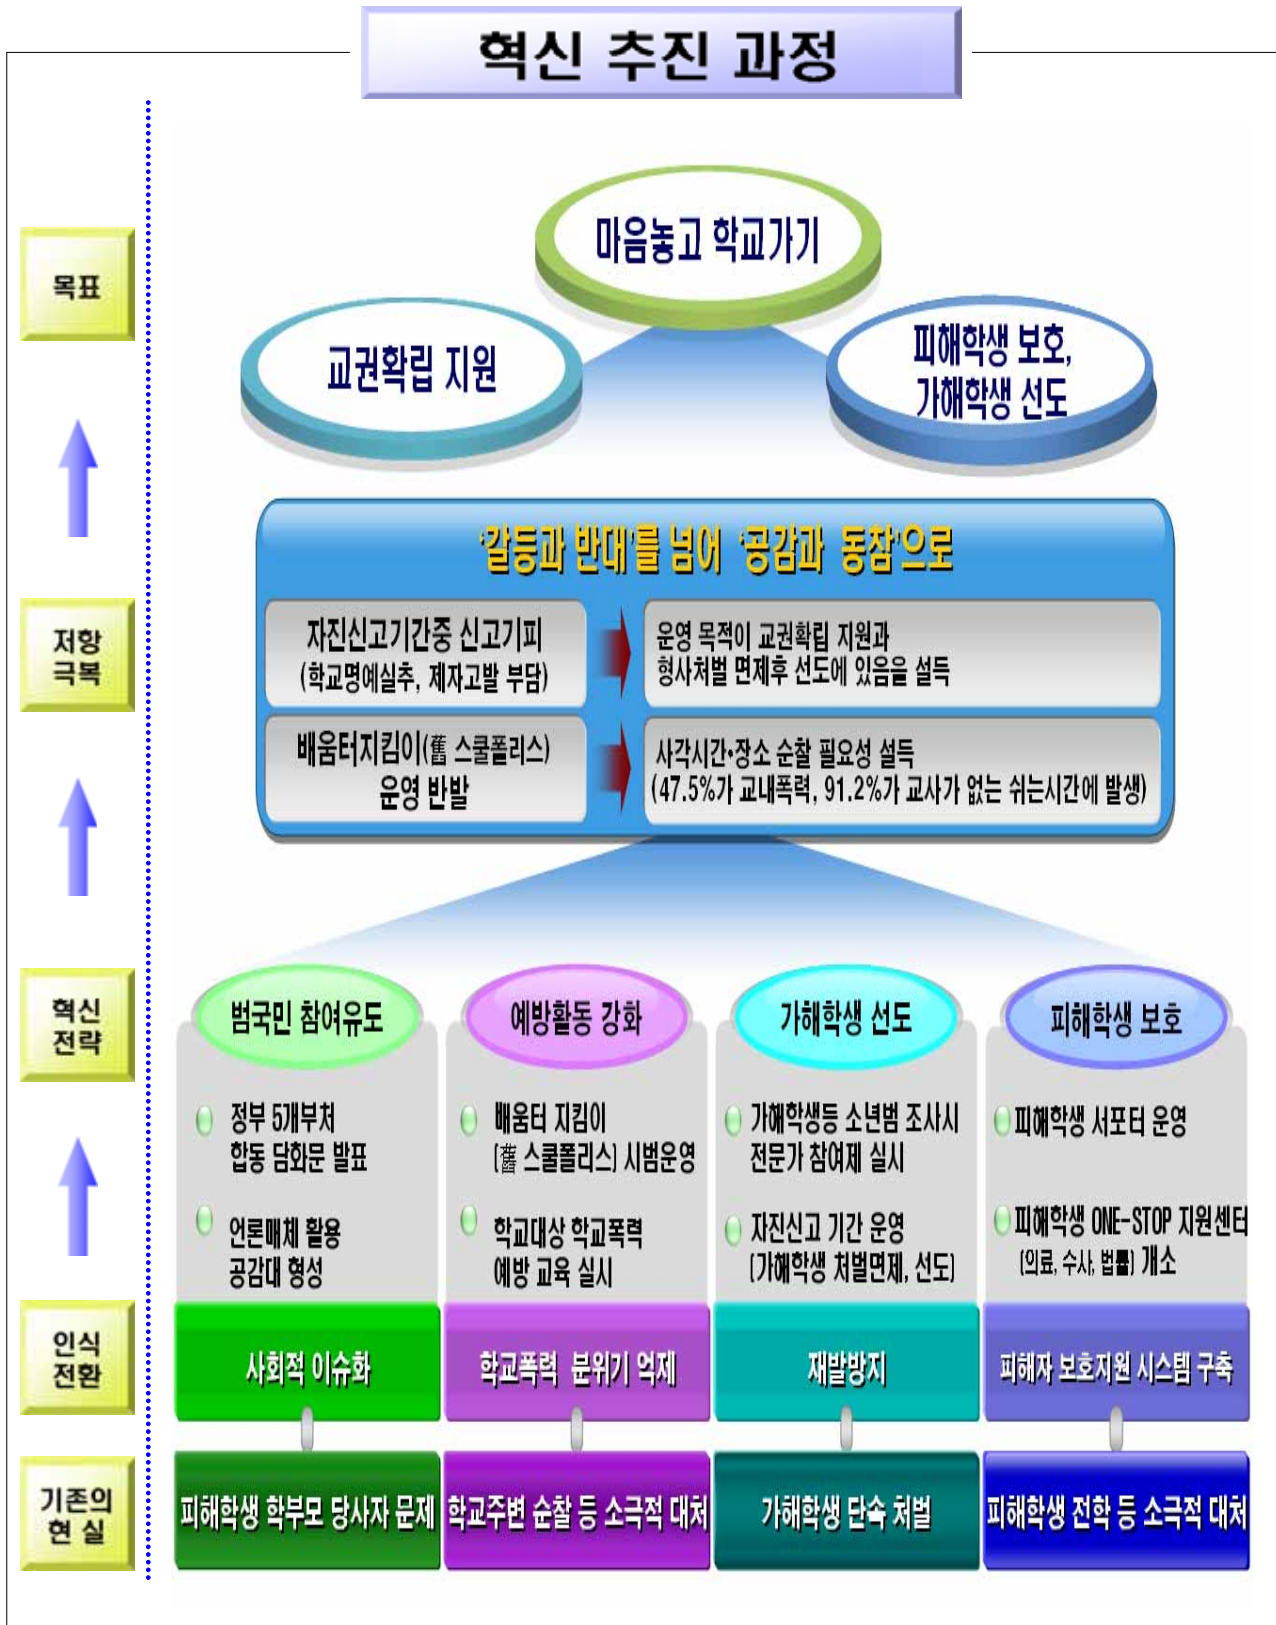 혁신 추진 과정
목표
마음놓고 학교가기
교권확립 지원
피해학생 보호,
가해학생 선도
저항
극복
'갈등과 반대'를 넘어 '공감과 동참'으로
자진신고기간중 신고기피
(학교명예실추, 제자고발 부담)
운영 목적이 교권확립 지원과
형사처벌 면제후 선도에 있음을 설득
배움터지킴이(舊 스쿨폴리스)
운영 반발
사각시간•장소 순찰 필요성 설득
(47.5%가 교내폭력, 91.2%가 교사가 없는 쉬는시간에 발생)
혁신
전략
범국민 참여유도
정부 5개부처
합동 담화문 발표
언론매체 활용
공감대 형성
예방활동 강화
배움터 지킴이
(舊 스쿨폴리스) 시범운영
학교대상 학교폭력
예방 교육 실시
가해학생 선도
가해학생등 소년범 조사시
전문가 참여제 실시
자진신고 기간 운영
(가해학생 처벌면제, 선도)
피해학생 보호
피해학생 서포터 운영
피해학생 ONE-STOP 지원센터
(의료, 수사, 법률) 개소
인식
전환
사회적 이슈화
학교폭력 분위기 억제
재발방지
피해자 보호지원 시스템 구축
기존의
현 실
피해학생 학부모 당사자 문제
학교주변 순찰 등 소극적 대처
가해학생 단속 처벌
피해학생 전학 등 소극적 대처